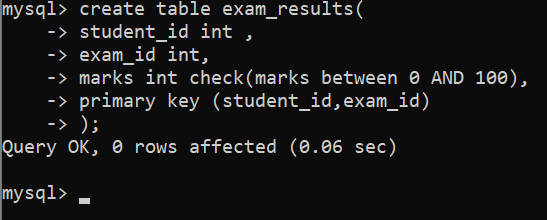 mysql> create table exam_results(
    -> student_id int ,
    -> exam_id int,
    -> marks int check(marks between 0 AND 100),
    -> primary key (student_id,exam_id)
    -> );
Query OK, 0 rows affected (0.06 sec)
mysql>